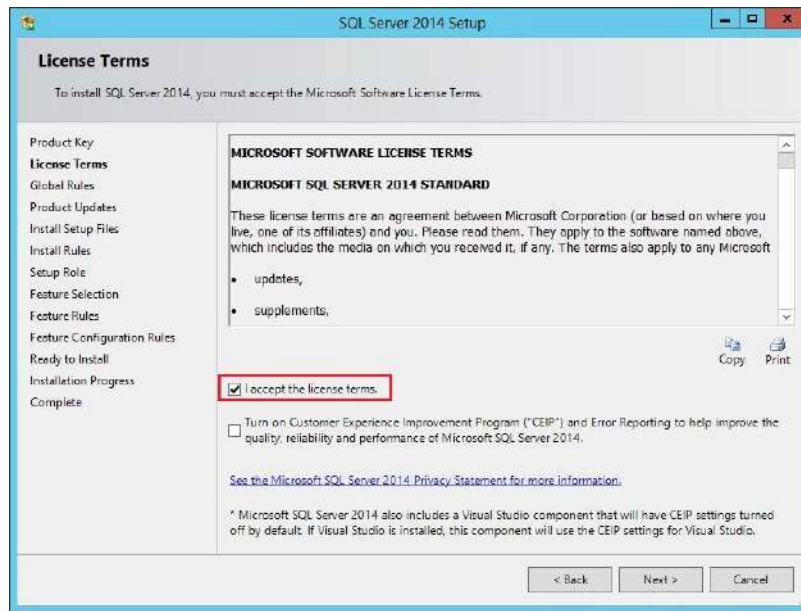 SQL Server 2014 Setup
License Terms
To install SQL Server 2014, you must accept the Microsoft Software License Terms.
Product Key
License Terms
Global Rules
Product Updates
Install Setup Files
Install Rules
Setup Role
Feature Selection
Feature Rules
Feature Configuration Rules
Ready to Install
Installation Progress
Complete
MICROSOFT SOFTWARE LICENSE TERMS
MICROSOFT SQL SERVER 2014 STANDARD
These license terms are an agreement between Microsoft Corporation (or based on where you
live, one of its affiliates) and you. Please read them. They apply to the software named above,
which includes the media on which you received it, if any. The terms also apply to any Microsoft
• updates,
• supplements,
Copy Print
I accept the license terms.
Turn on Customer Experience Improvement Program ("CEIP") and Error Reporting to help improve the
quality, reliability and performance of Microsoft SQL Server 2014.
See the Microsoft SQL Server 2014 Privacy Statement for more information.
* Microsoft SQL Server 2014 also includes a Visual Studio component that will have CEIP settings turned
off by default. If Visual Studio is installed, this component will use the CEIP settings for Visual Studio.
< Back Next > Cancel